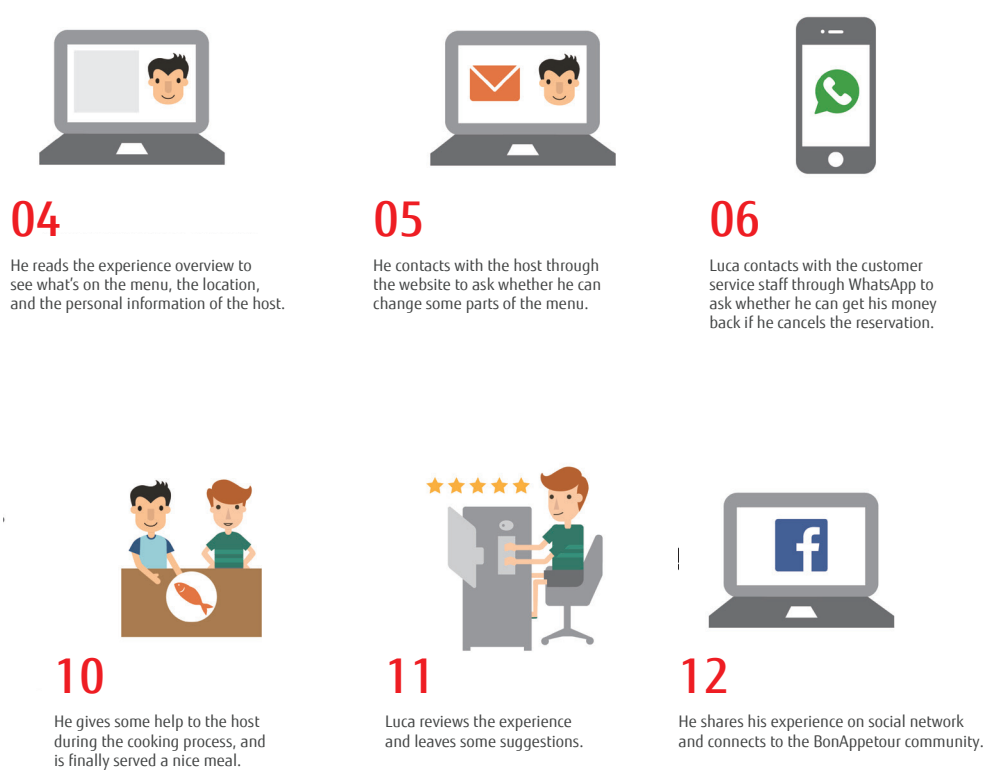 04
He reads the experience overview to
see what's on the menu, the location,
and the personal information of the host.
05
He contacts with the host through
the website to ask whether he can
change some parts of the menu.
06
Luca contacts with the customer
service staff through WhatsApp to
ask whether he can get his money
back if he cancels the reservation.
10
He gives some help to the host
during the cooking process, and
is finally served a nice meal.
11
Luca reviews the experience
and leaves some suggestions.
f
12
He shares his experience on social network
and connects to the BonAppetour community.